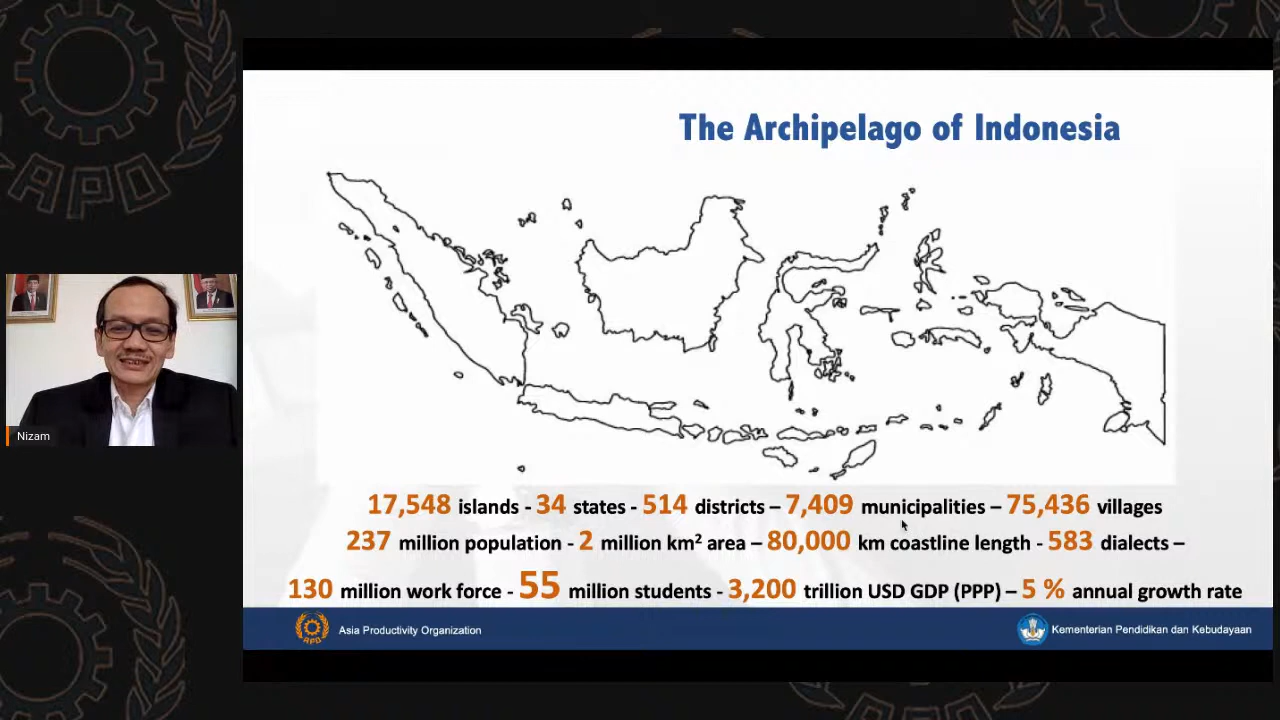 The Archipelago of Indonesia
17,548 islands - 34 states - 514 districts – 7,409 municipalities – 75,436 villages
237 million population - 2 million km² area – 80,000 km coastline length - 583 dialects –
130 million work force - 55 million students - 3,200 trillion USD GDP (PPP) – 5 % annual growth rate
Asia Productivity Organization
Kementerian Pendidikan dan Kebudayaan
Nizam
APO
APO